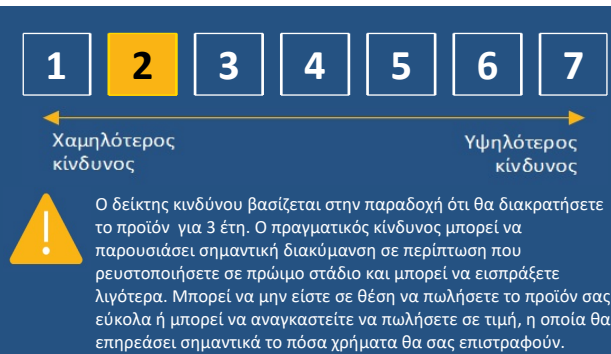 1 2 3 4 5 6 7
Χαμηλότερος Υψηλότερος
κίνδυνος κίνδυνος
Ο δείκτης κινδύνου βασίζεται στην παραδοχή ότι θα διακρατήσετε
το προϊόν για 3 έτη. Ο πραγματικός κίνδυνος μπορεί να
παρουσιάσει σημαντική διακύμανση σε περίπτωση που
ρευστοποιήσετε σε πρώιμο στάδιο και μπορεί να εισπράξετε
λιγότερα. Μπορεί να μην είστε σε θέση να πωλήσετε το προϊόν σας
εύκολα ή μπορεί να αναγκαστείτε να πωλήσετε σε τιμή, η οποία θα
επηρεάσει σημαντικά το πόσα χρήματα θα σας επιστραφούν.